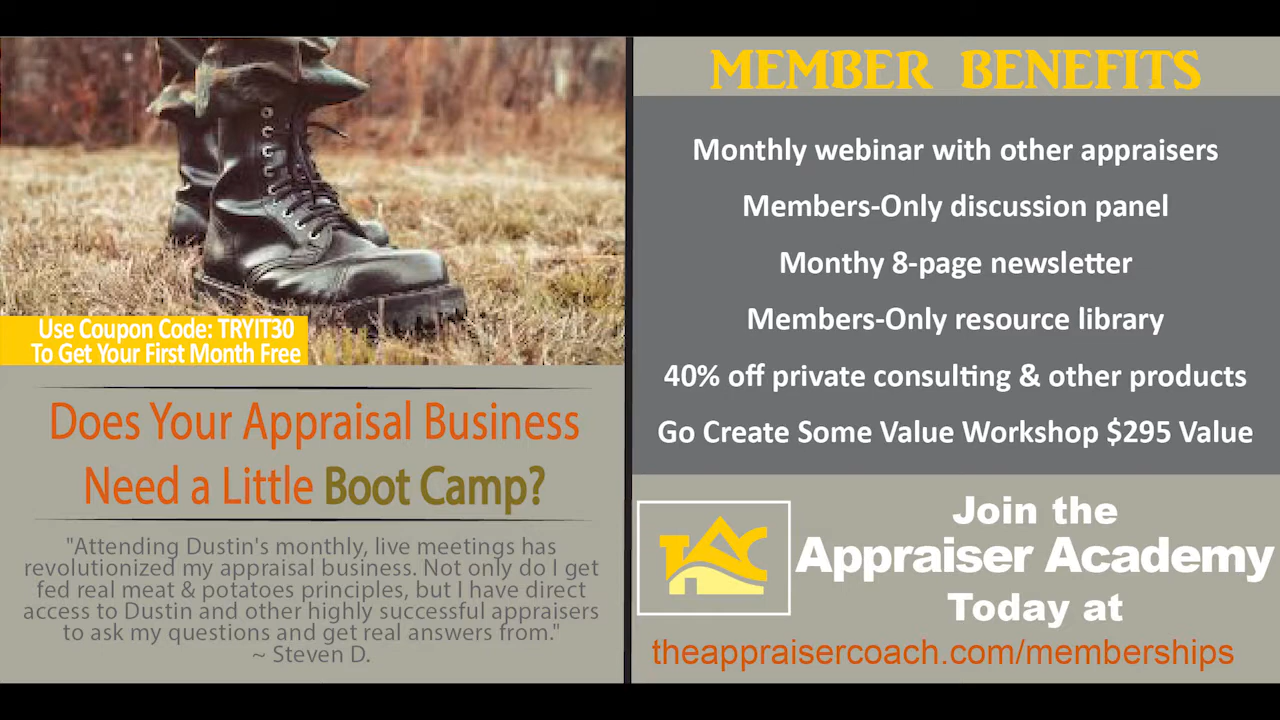 Use Coupon Code: TRYIT30
To Get Your First Month Free
Does Your Appraisal Business
Need a Little Boot Camp?
"Attending Dustin's monthly, live meetings has
revolutionized my appraisal business. Not only do I get
fed real meat & potatoes principles, but I have direct
access to Dustin and other highly successful appraisers
to ask my questions and get real answers from."
~ Steven D.
MEMBER BENEFITS
Monthly webinar with other appraisers
Members-Only discussion panel
Monthy 8-page newsletter
Members-Only resource library
40% off private consulting & other products
Go Create Some Value Workshop $295 Value
TAC
Join the
Appraiser Academy
Today at
theappraisercoach.com/memberships